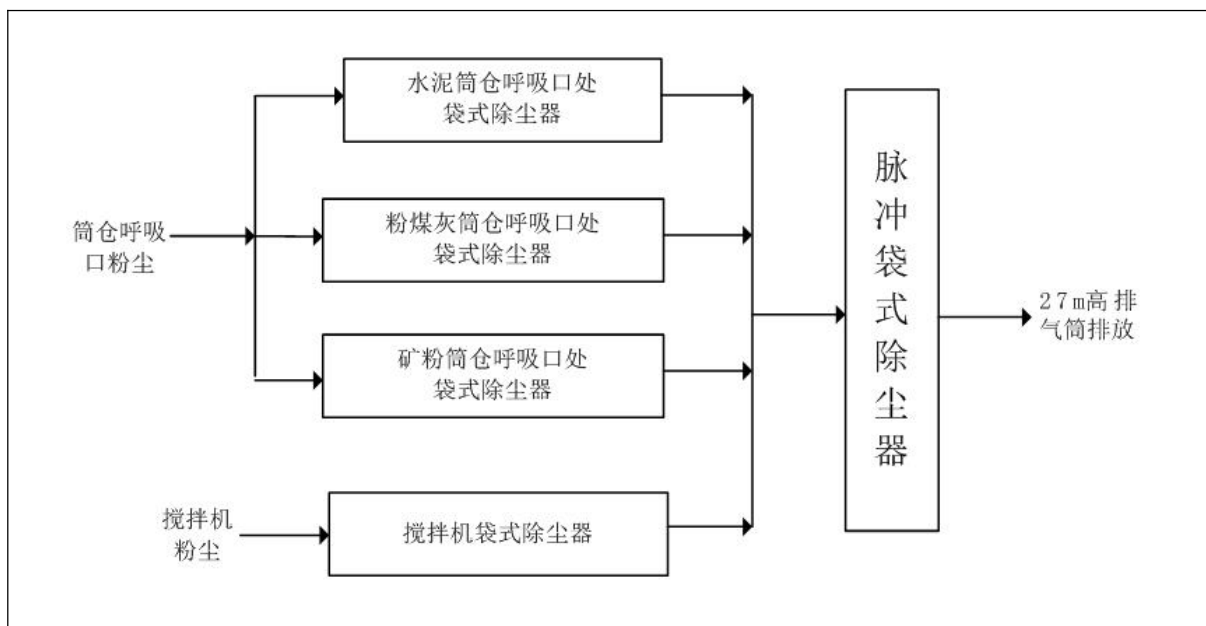 水泥筒仓呼吸口处
袋式除尘器
粉煤灰筒仓呼吸口处
袋式除尘器
筒仓呼吸
口粉尘
矿粉筒仓呼吸口处
袋式除尘器
搅拌机
粉尘
搅拌机袋式除尘器
脉冲袋式除尘器
27m高排
气筒排放